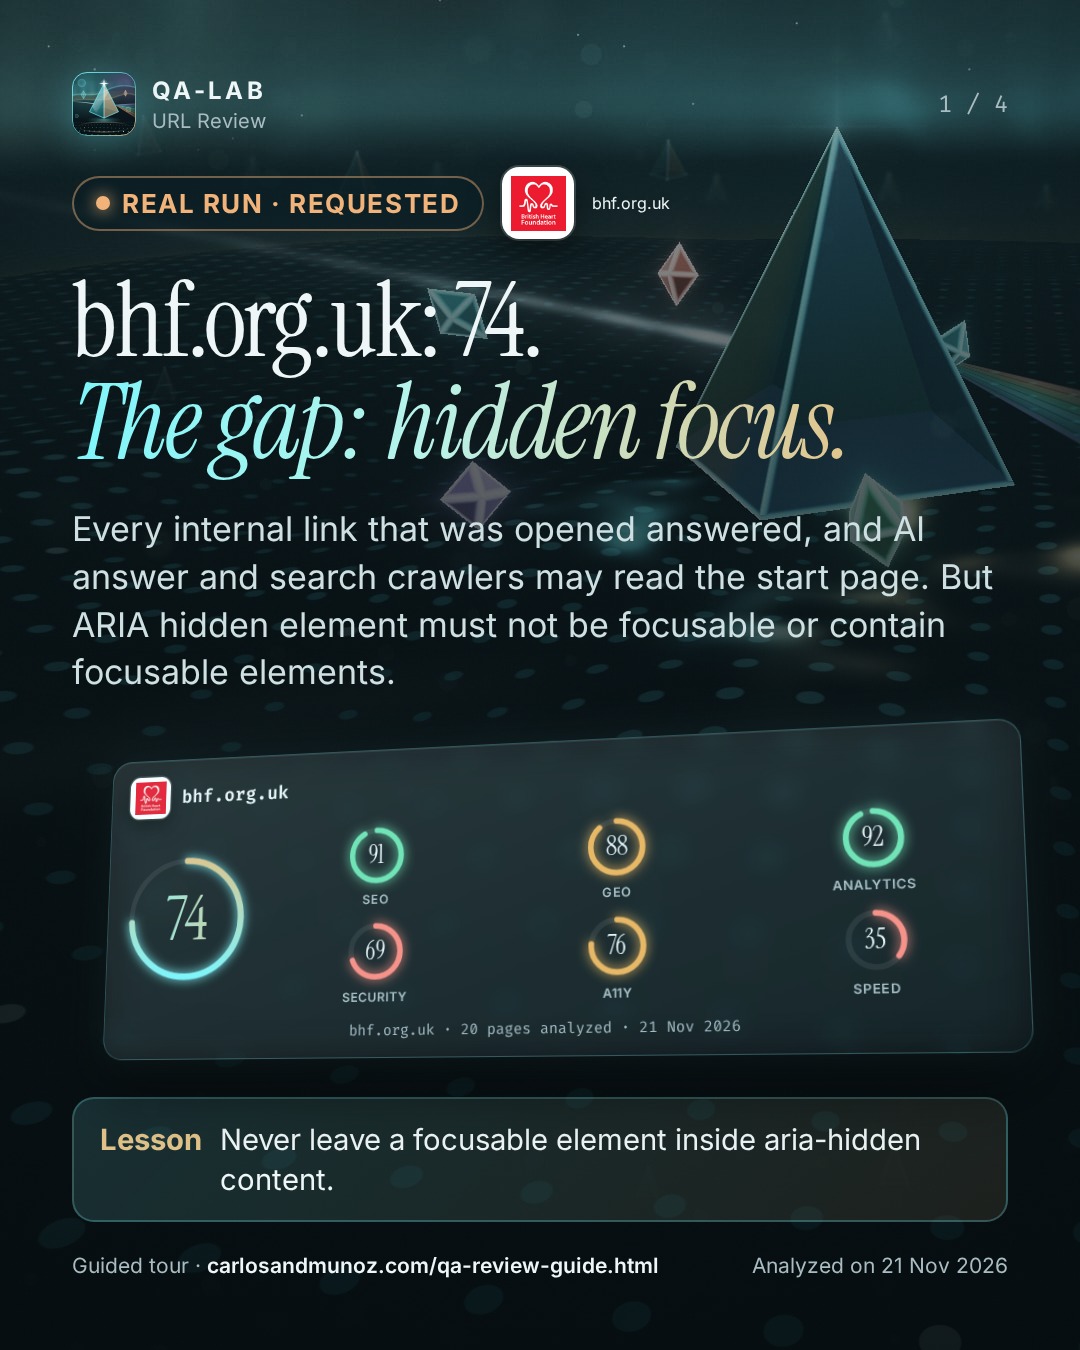 QA-LAB
URL Review
1 / 4
REAL RUN · REQUESTED
British Heart
Foundation
bhf.org.uk
bhf.org.uk: 74.
The gap: hidden focus.
Every internal link that was opened answered, and AI
answer and search crawlers may read the start page. But
ARIA hidden element must not be focusable or contain
focusable elements.
bhf.org.uk
74
91
SEO
88
GEO
92
ANALYTICS
69
SECURITY
76
A11Y
35
SPEED
bhf.org.uk · 20 pages analyzed · 21 Nov 2026
Lesson Never leave a focusable element inside aria-hidden
content.
Guided tour · carlosandmunoz.com/qa-review-guide.html
Analyzed on 21 Nov 2026